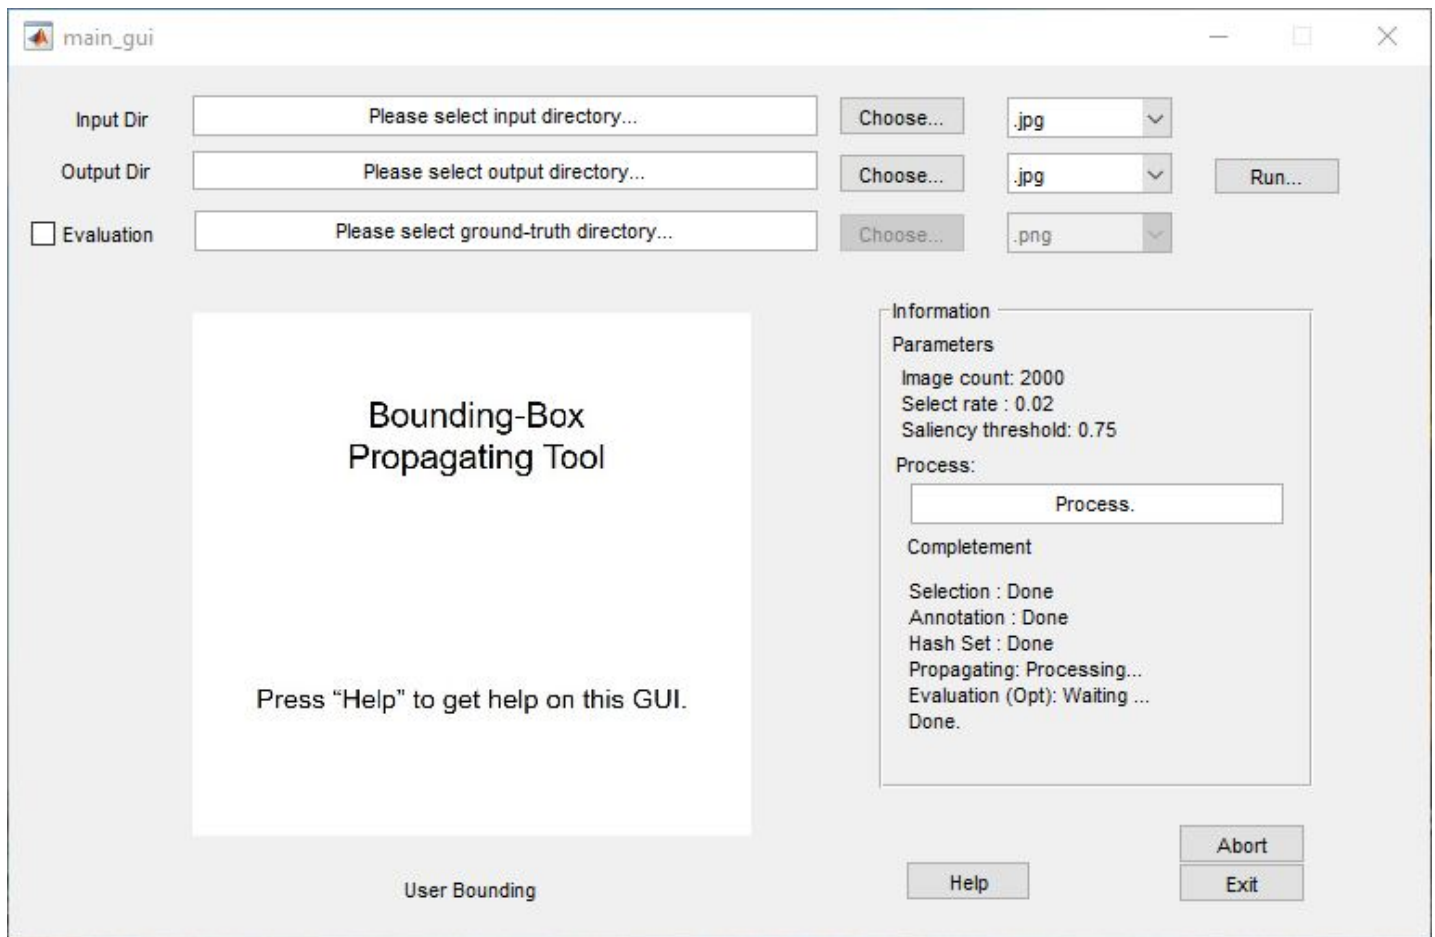 main_gui
Input Dir Please select input directory... Choose... .jpg
Output Dir Please select output directory... Choose... .jpg Run...
Evaluation Please select ground-truth directory... Choose... .png
Bounding-Box
Propagating Tool
Press “Help” to get help on this GUI.
User Bounding
Information
Parameters
Image count: 2000
Select rate : 0.02
Saliency threshold: 0.75
Process:
Process.
Completement
Selection : Done
Annotation : Done
Hash Set : Done
Propagating: Processing...
Evaluation (Opt): Waiting ...
Done.
Abort
Help Exit